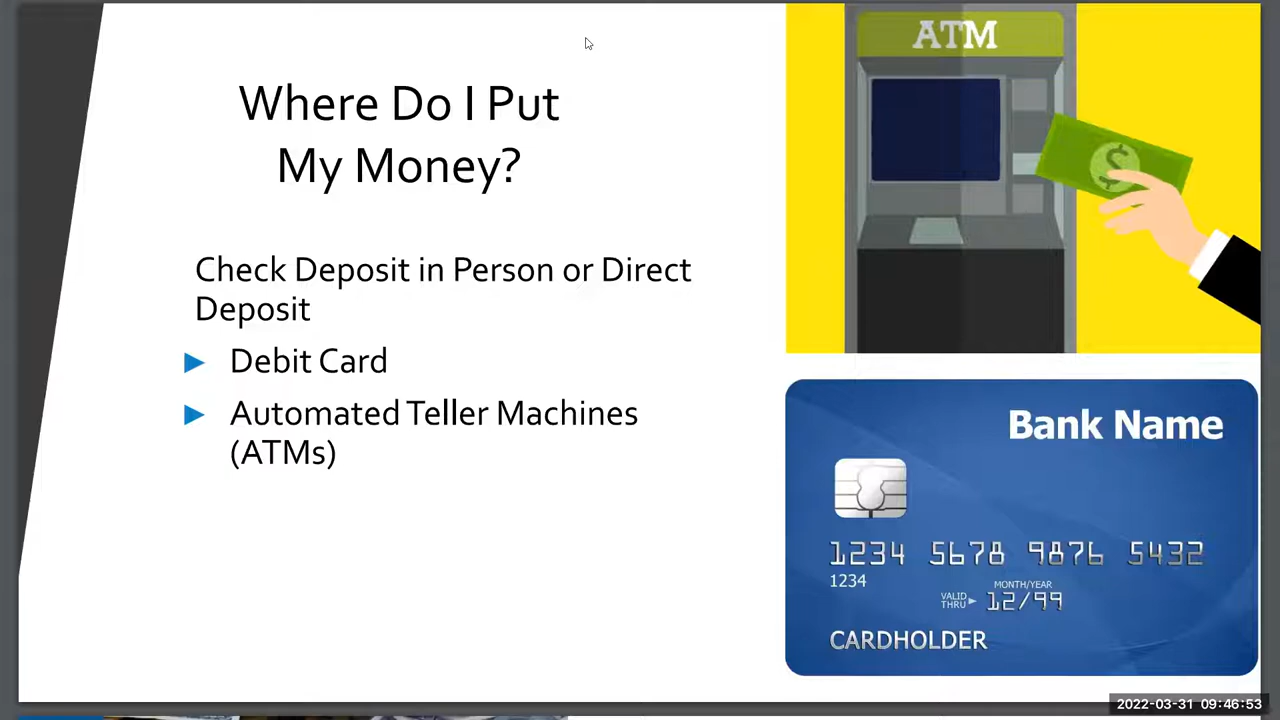 Where Do I Put
My Money?
Check Deposit in Person or Direct
Deposit
Debit Card
Automated Teller Machines
(ATMs)
ATM
$
Bank Name
1234 5678 9876 5432
1234
MONTH/YEAR
VALID
THRU
12/99
CARDHOLDER
2022-03-31 09:46:53